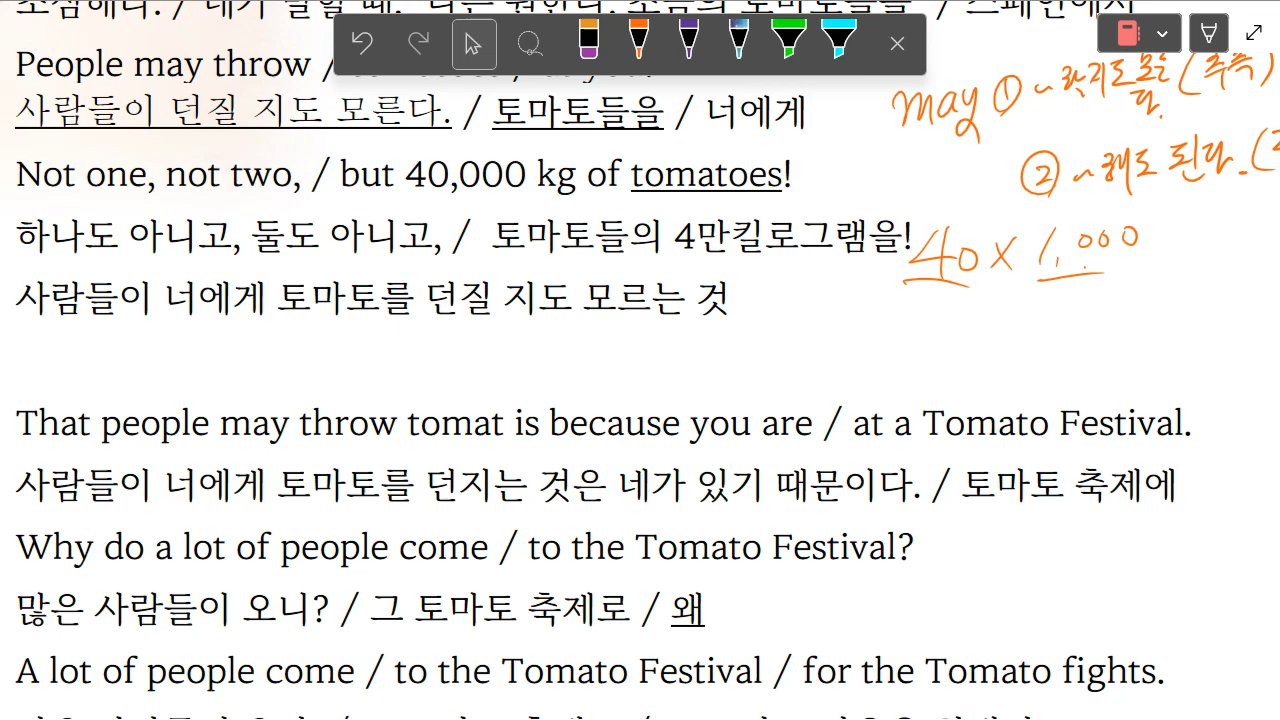 People may throw /
사람들이 던질 지도 모른다. / 토마토들을 / 너에게
may ① ~할지도 모른다. (추측)
Not one, not two, / but 40,000 kg of tomatoes!
② ~해도 된다.
하나도 아니고, 둘도 아니고, / 토마토들의 4만킬로그램을!
40 x 1,000
사람들이 너에게 토마토를 던질 지도 모르는 것
That people may throw tomat is because you are / at a Tomato Festival.
사람들이 너에게 토마토를 던지는 것은 네가 있기 때문이다. / 토마토 축제에
Why do a lot of people come / to the Tomato Festival?
많은 사람들이 오니? / 그 토마토 축제로 / 왜
A lot of people come / to the Tomato Festival / for the Tomato fights.